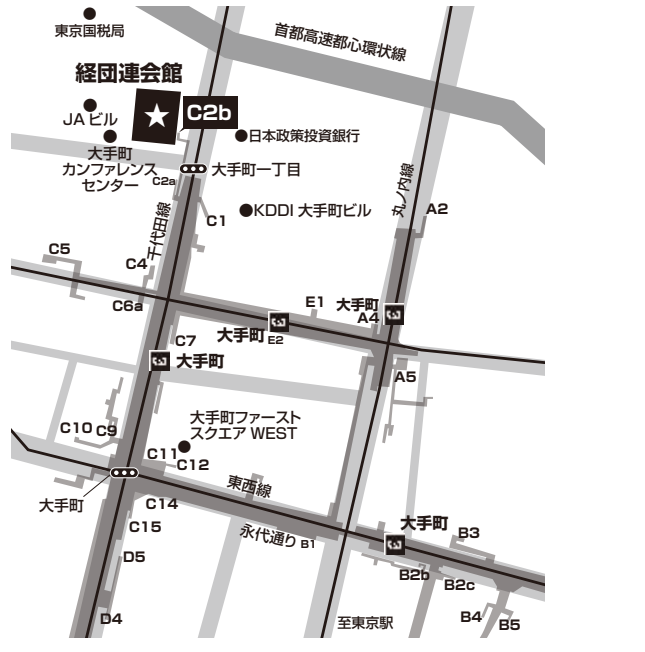 東京国税局
首都高速都心環状線
経団連会館
C2b
JAビル
日本政策投資銀行
大手町
カンファレンス
センター
大手町一丁目
C2a
丸ノ内線
KDDI 大手町ビル
A2
千代田線
C1
C5
C4
C6a
E1
大手町
A4
大手町 E2
C7
大手町
A5
大手町ファースト
スクエア WEST
C10
C9
C11
C12
東西線
大手町
C14
大手町
C15
永代通り B1
B3
D5
B2b
B2c
D4
至東京駅
B4
B5